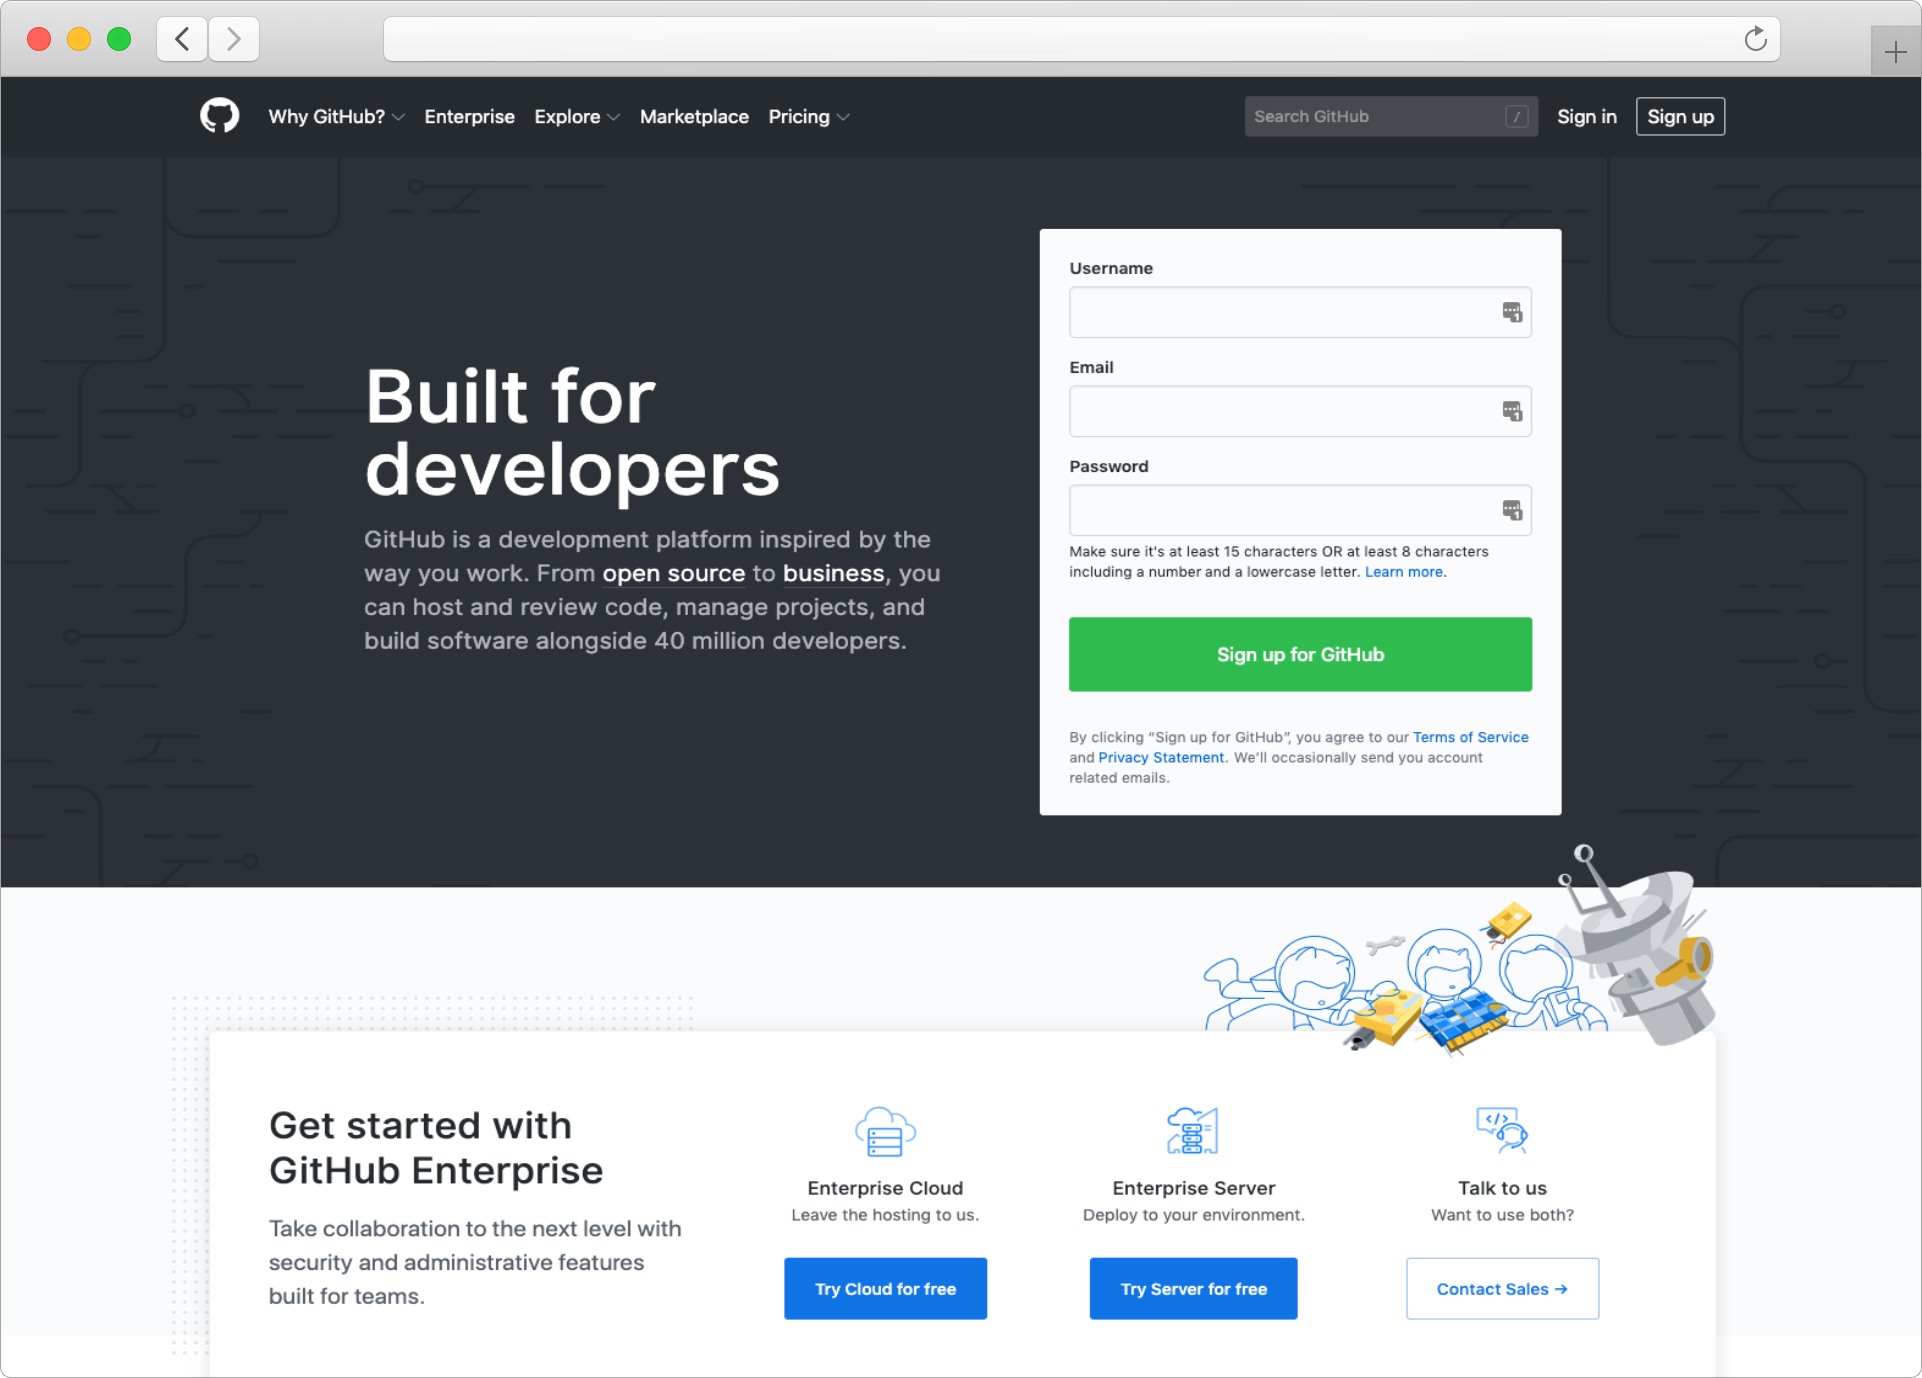 Why GitHub?
Enterprise
Explore
Marketplace
Pricing
Search GitHub
/
Sign in
Sign up
Built for
developers
GitHub is a development platform inspired by the
way you work. From open source to business, you
can host and review code, manage projects, and
build software alongside 40 million developers.
Username
1
Email
1
Password
1
Make sure it's at least 15 characters OR at least 8 characters
including a number and a lowercase letter. Learn more.
Sign up for GitHub
By clicking “Sign up for GitHub”, you agree to our Terms of Service
and Privacy Statement. We’ll occasionally send you account
related emails.
Get started with
GitHub Enterprise
Take collaboration to the next level with
security and administrative features
built for teams.
Enterprise Cloud
Leave the hosting to us.
Try Cloud for free
Enterprise Server
Deploy to your environment.
Try Server for free
</>
Talk to us
Want to use both?
Contact Sales →